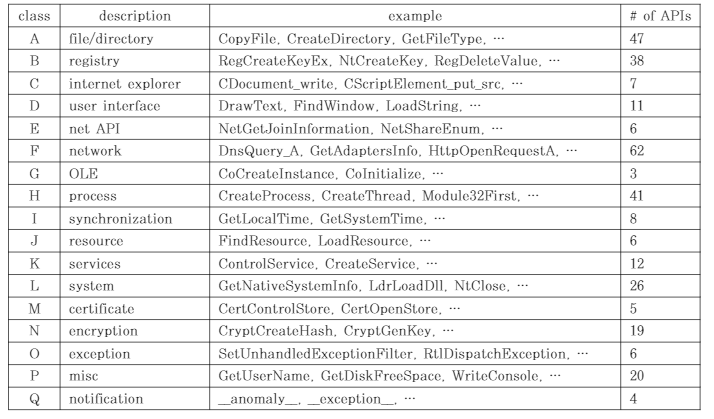 class description example # of APIs
A file/directory CopyFile, CreateDirectory, GetFileType, ⋯ 47
B registry RegCreateKeyEx, NtCreateKey, RegDeleteValue, ⋯ 38
C internet explorer CDocument_write, CScriptElement_put_src, ⋯ 7
D user interface DrawText, FindWindow, LoadString, ⋯ 11
E net API NetGetJoinInformation, NetShareEnum, ⋯ 6
F network DnsQuery_A, GetAdaptersInfo, HttpOpenRequestA, ⋯ 62
G OLE CoCreateInstance, CoInitialize, ⋯ 3
H process CreateProcess, CreateThread, Module32First, ⋯ 41
I synchronization GetLocalTime, GetSystemTime, ⋯ 8
J resource FindResource, LoadResource, ⋯ 6
K services ControlService, CreateService, ⋯ 12
L system GetNativeSystemInfo, LdrLoadDll, NtClose, ⋯ 26
M certificate CertControlStore, CertOpenStore, ⋯ 5
N encryption CryptCreateHash, CryptGenKey, ⋯ 19
O exception SetUnhandledExceptionFilter, RtlDispatchException, ⋯ 6
P misc GetUserName, GetDiskFreeSpace, WriteConsole, ⋯ 20
Q notification __anomaly__, __exception__, ⋯ 4